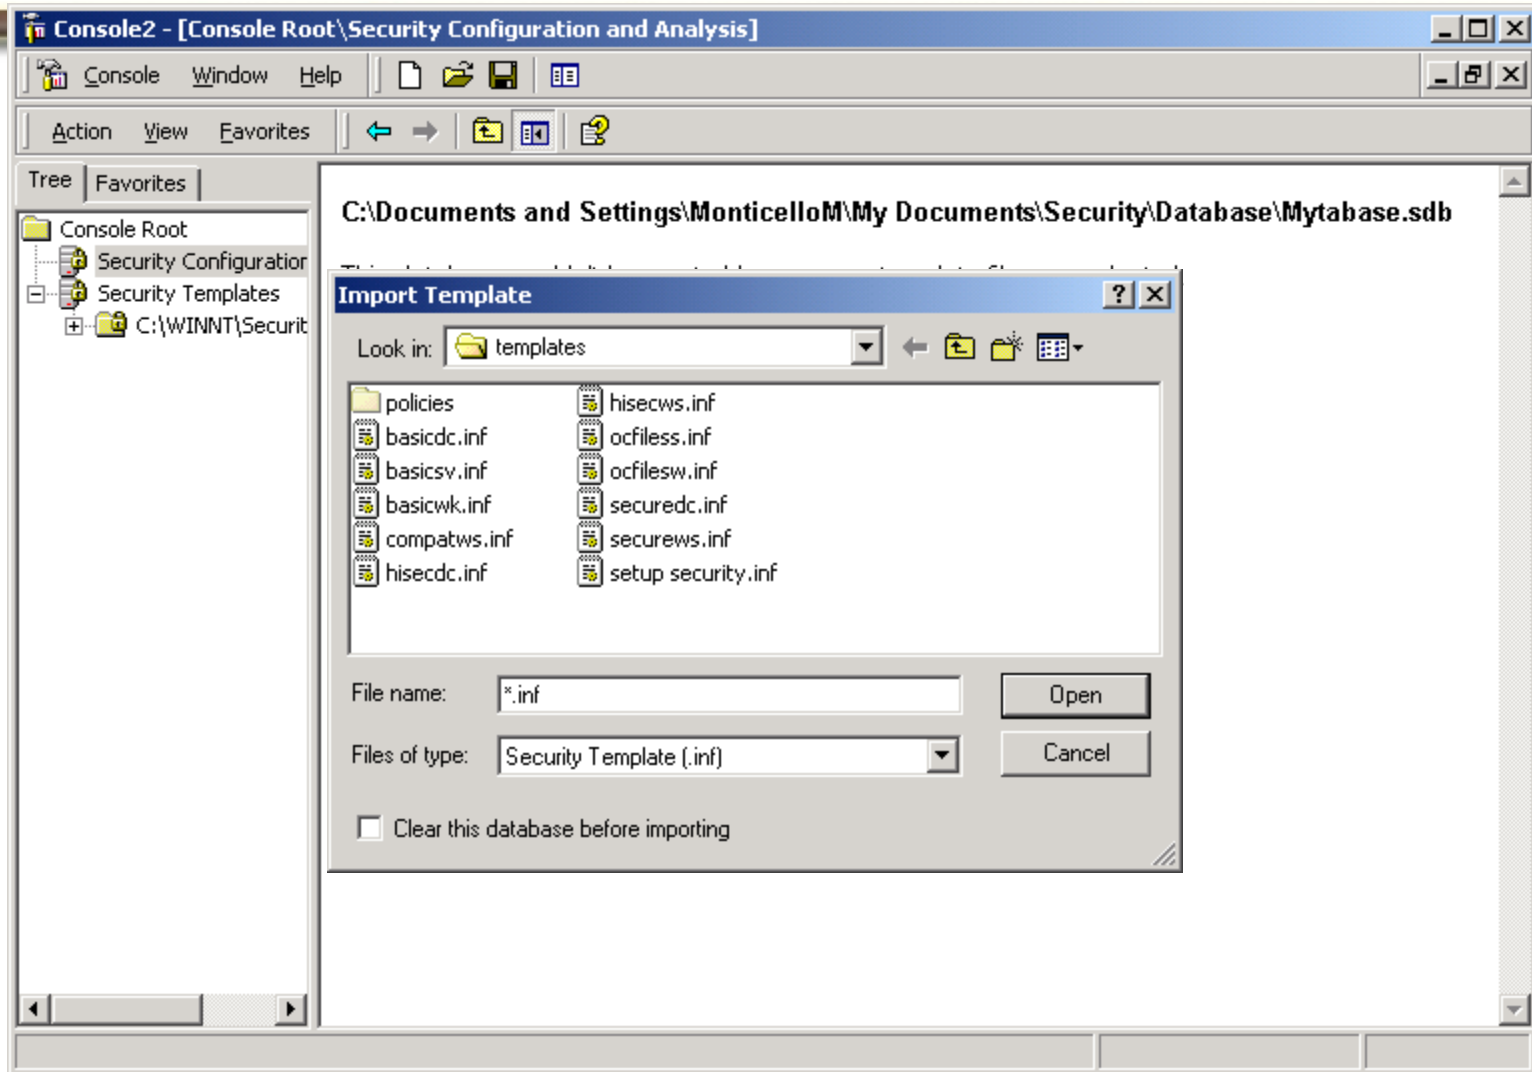 Console2 - [Console Root\Security Configuration and Analysis]
Console Window Help
Action View Favorites
Tree Favorites
C:\Documents and Settings\MonticelloM\My Documents\Security\Database\Mytabase.sdb
Console Root
Security Configuration
Security Templates
C:\WINNT\Securit
Import Template
Look in: templates
policies hisecws.inf
basicdc.inf ocfiless.inf
basicsv.inf ocfilesw.inf
basicwk.inf securedc.inf
compatws.inf securews.inf
hisecdc.inf setup security.inf
File name: *.inf Open
Files of type: Security Template (.inf) Cancel
Clear this database before importing